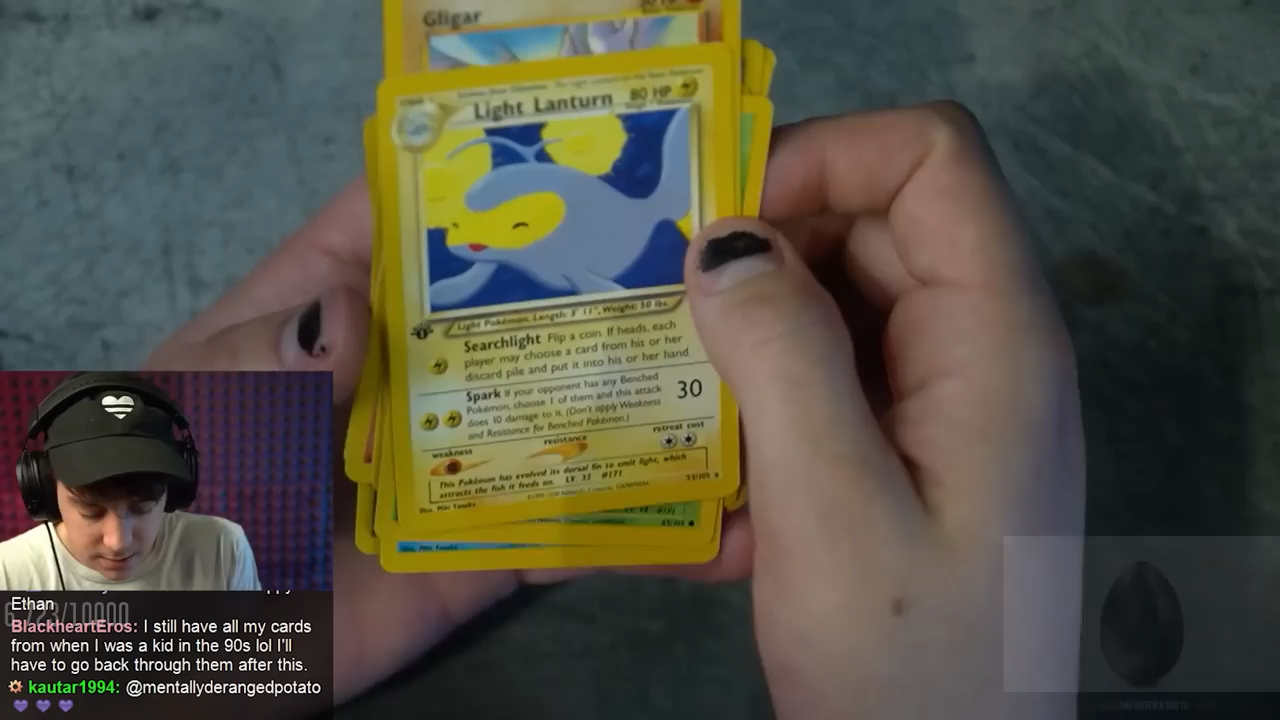 Gligar
Light Lanturn 80 HP
Light Pokémon. Length: 3' 11", Weight: 50 lbs.
Searchlight Flip a coin. If heads, each
player may choose a card from his or her
discard pile and put it into his or her hand
Spark If your opponent has any Benched
Pokémon, choose 1 of them and this attack
does 10 damage to it. (Don't apply Weakness
and Resistance for Benched Pokémon.)
30
weakness
resistance
retreat cost
This Pokémon has evolved its dorsal fin to emit light, which
attracts the fish it feeds on. LV. 33 #171
Ethan
BlackheartEros: I still have all my cards
from when I was a kid in the 90s lol I'll
have to go back through them after this.
kautar1994: @mentallyderangedpotato